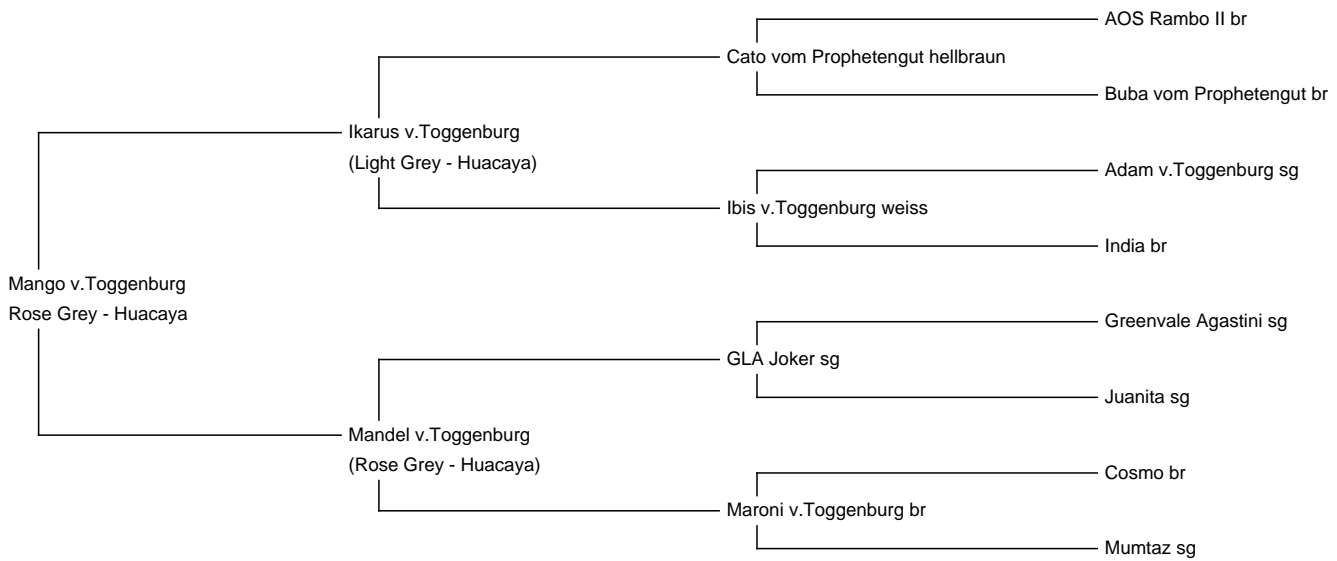 AOS Rambo II br
Cato vom Prophetengut hellbraun
Buba vom Prophetengut br
Ikarus v.Toggenburg
(Light Grey - Huacaya)
Adam v.Toggenburg sg
Ibis v.Toggenburg weiss
India br
Mango v.Toggenburg
Rose Grey - Huacaya
Greenvale Agastini sg
GLA Joker sg
Juanita sg
Mandel v.Toggenburg
(Rose Grey - Huacaya)
Cosmo br
Maroni v.Toggenburg br
Mumtaz sg